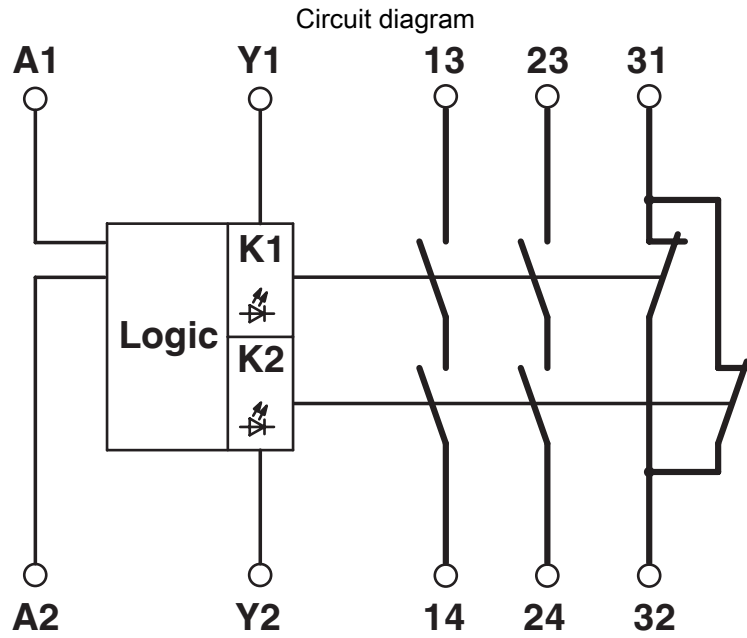 Circuit diagram
A1 Y1 13 23 31
K1
Logic
K2
A2 Y2 14 24 32